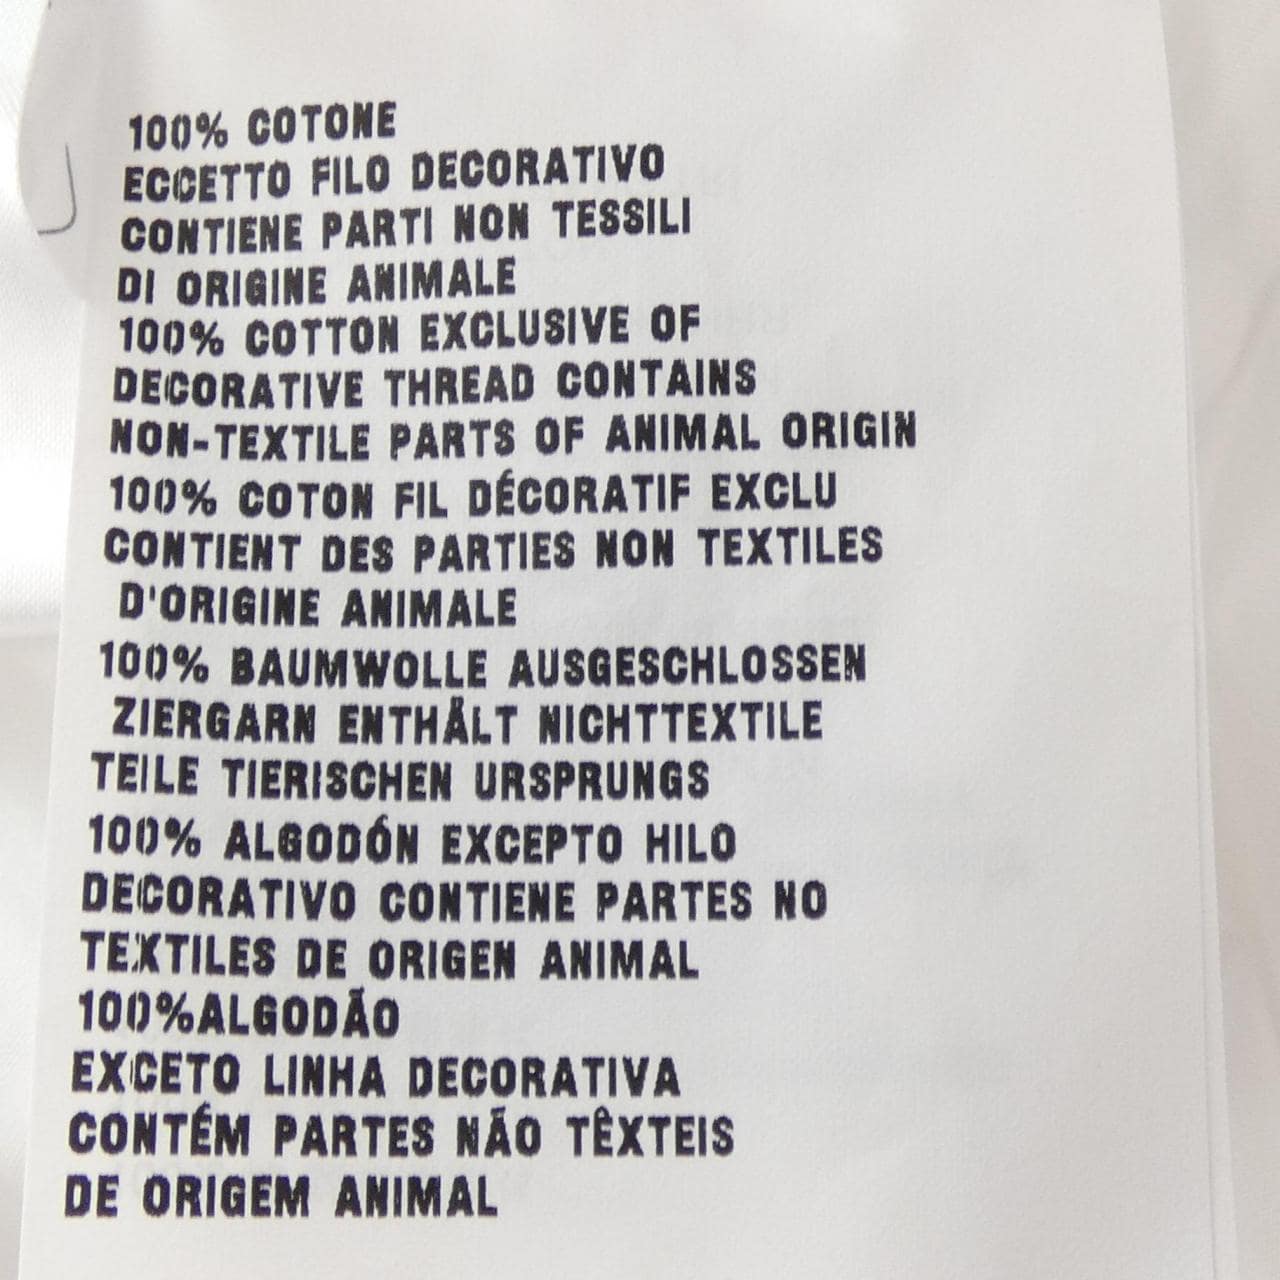 100% COTONE
ECCETTO FILO DECORATIVO
CONTIENE PARTI NON TESSILI
DI ORIGINE ANIMALE
100% COTTON EXCLUSIVE OF
DECORATIVE THREAD CONTAINS
NON-TEXTILE PARTS OF ANIMAL ORIGIN
100% COTON FIL DÉCORATIF EXCLU
CONTIENT DES PARTIES NON TEXTILES
D'ORIGINE ANIMALE
100% BAUMWOLLE AUSGESCHLOSSEN
ZIERGARN ENTHÅLT NICHTTEXTILE
TEILE TIERISCHEN URSPRUNGS
100% ALGODÓN EXCEPTO HILO
DECORATIVO CONTIENE PARTES NO
TEXTILES DE ORIGEN ANIMAL
100%ALGODÃO
EXCETO LINHA DECORATIVA
CONTÉM PARTES NÃO TÊXTEIS
DE ORIGEM ANIMAL